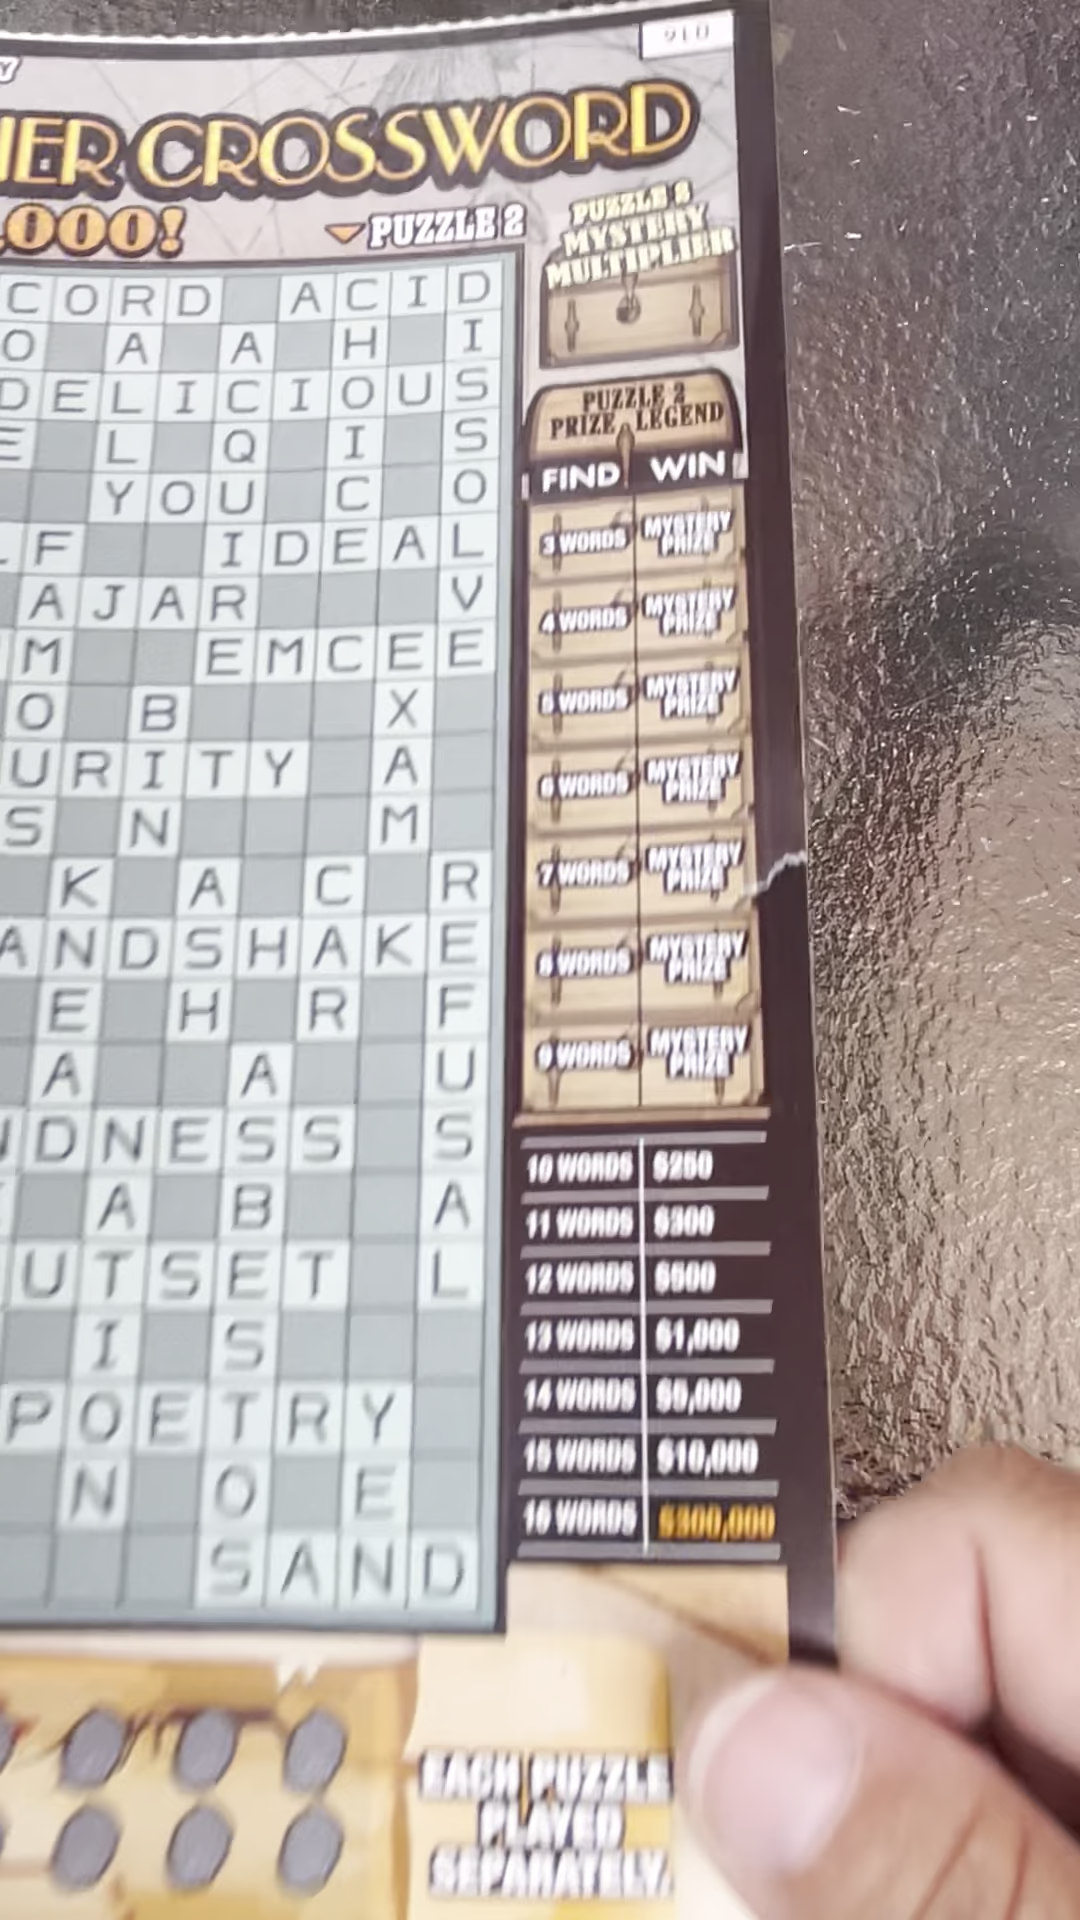 Y
016
IER CROSSWORD
,000!
PUZZLE 2
PUZZLE 2
MYSTERY
MULTIPLIER
CORD ACID
O A A H I
DELICIOUS
E L Q I S
YOU C O
LF IDEAL
AJAR V
M EMCEE
O B X
URITY A
S N M
K A C R
ANDSHAKE
E H R F
A A U
NDNESS S
A B A
UTSET L
I S
POETRY
N O E
SAND
PUZZLE 2
PRIZE LEGEND
FIND WIN
3 WORDS MYSTERY PRIZE
4 WORDS MYSTERY PRIZE
5 WORDS MYSTERY PRIZE
6 WORDS MYSTERY PRIZE
7 WORDS MYSTERY PRIZE
8 WORDS MYSTERY PRIZE
9 WORDS MYSTERY PRIZE
10 WORDS $250
11 WORDS $300
12 WORDS $500
13 WORDS $1,000
14 WORDS $5,000
15 WORDS $10,000
16 WORDS $300,000
EACH PUZZLE
PLAYED
SEPARATELY.